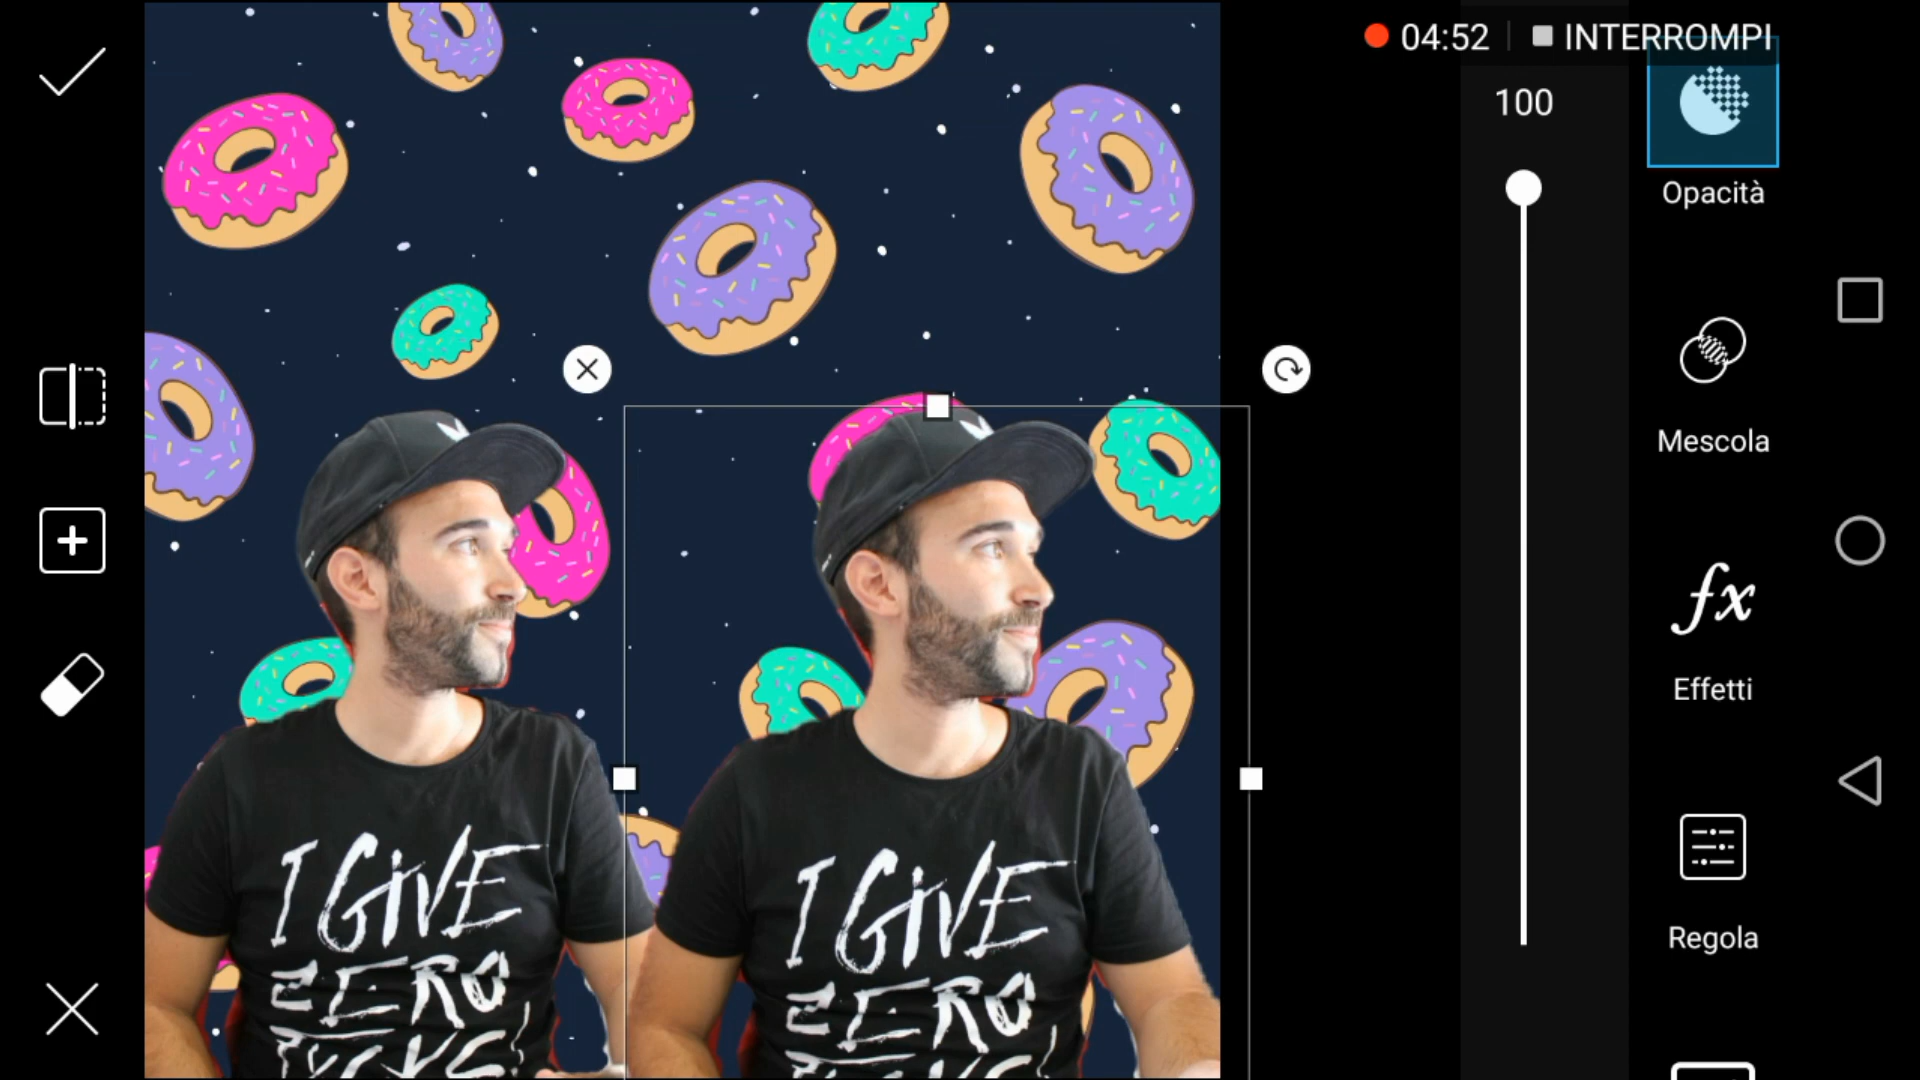 04:52
INTERROMPI
100
Opacità
Mescola
Effetti
Regola
I GIVE
ZERO
I GIVE
ZERO